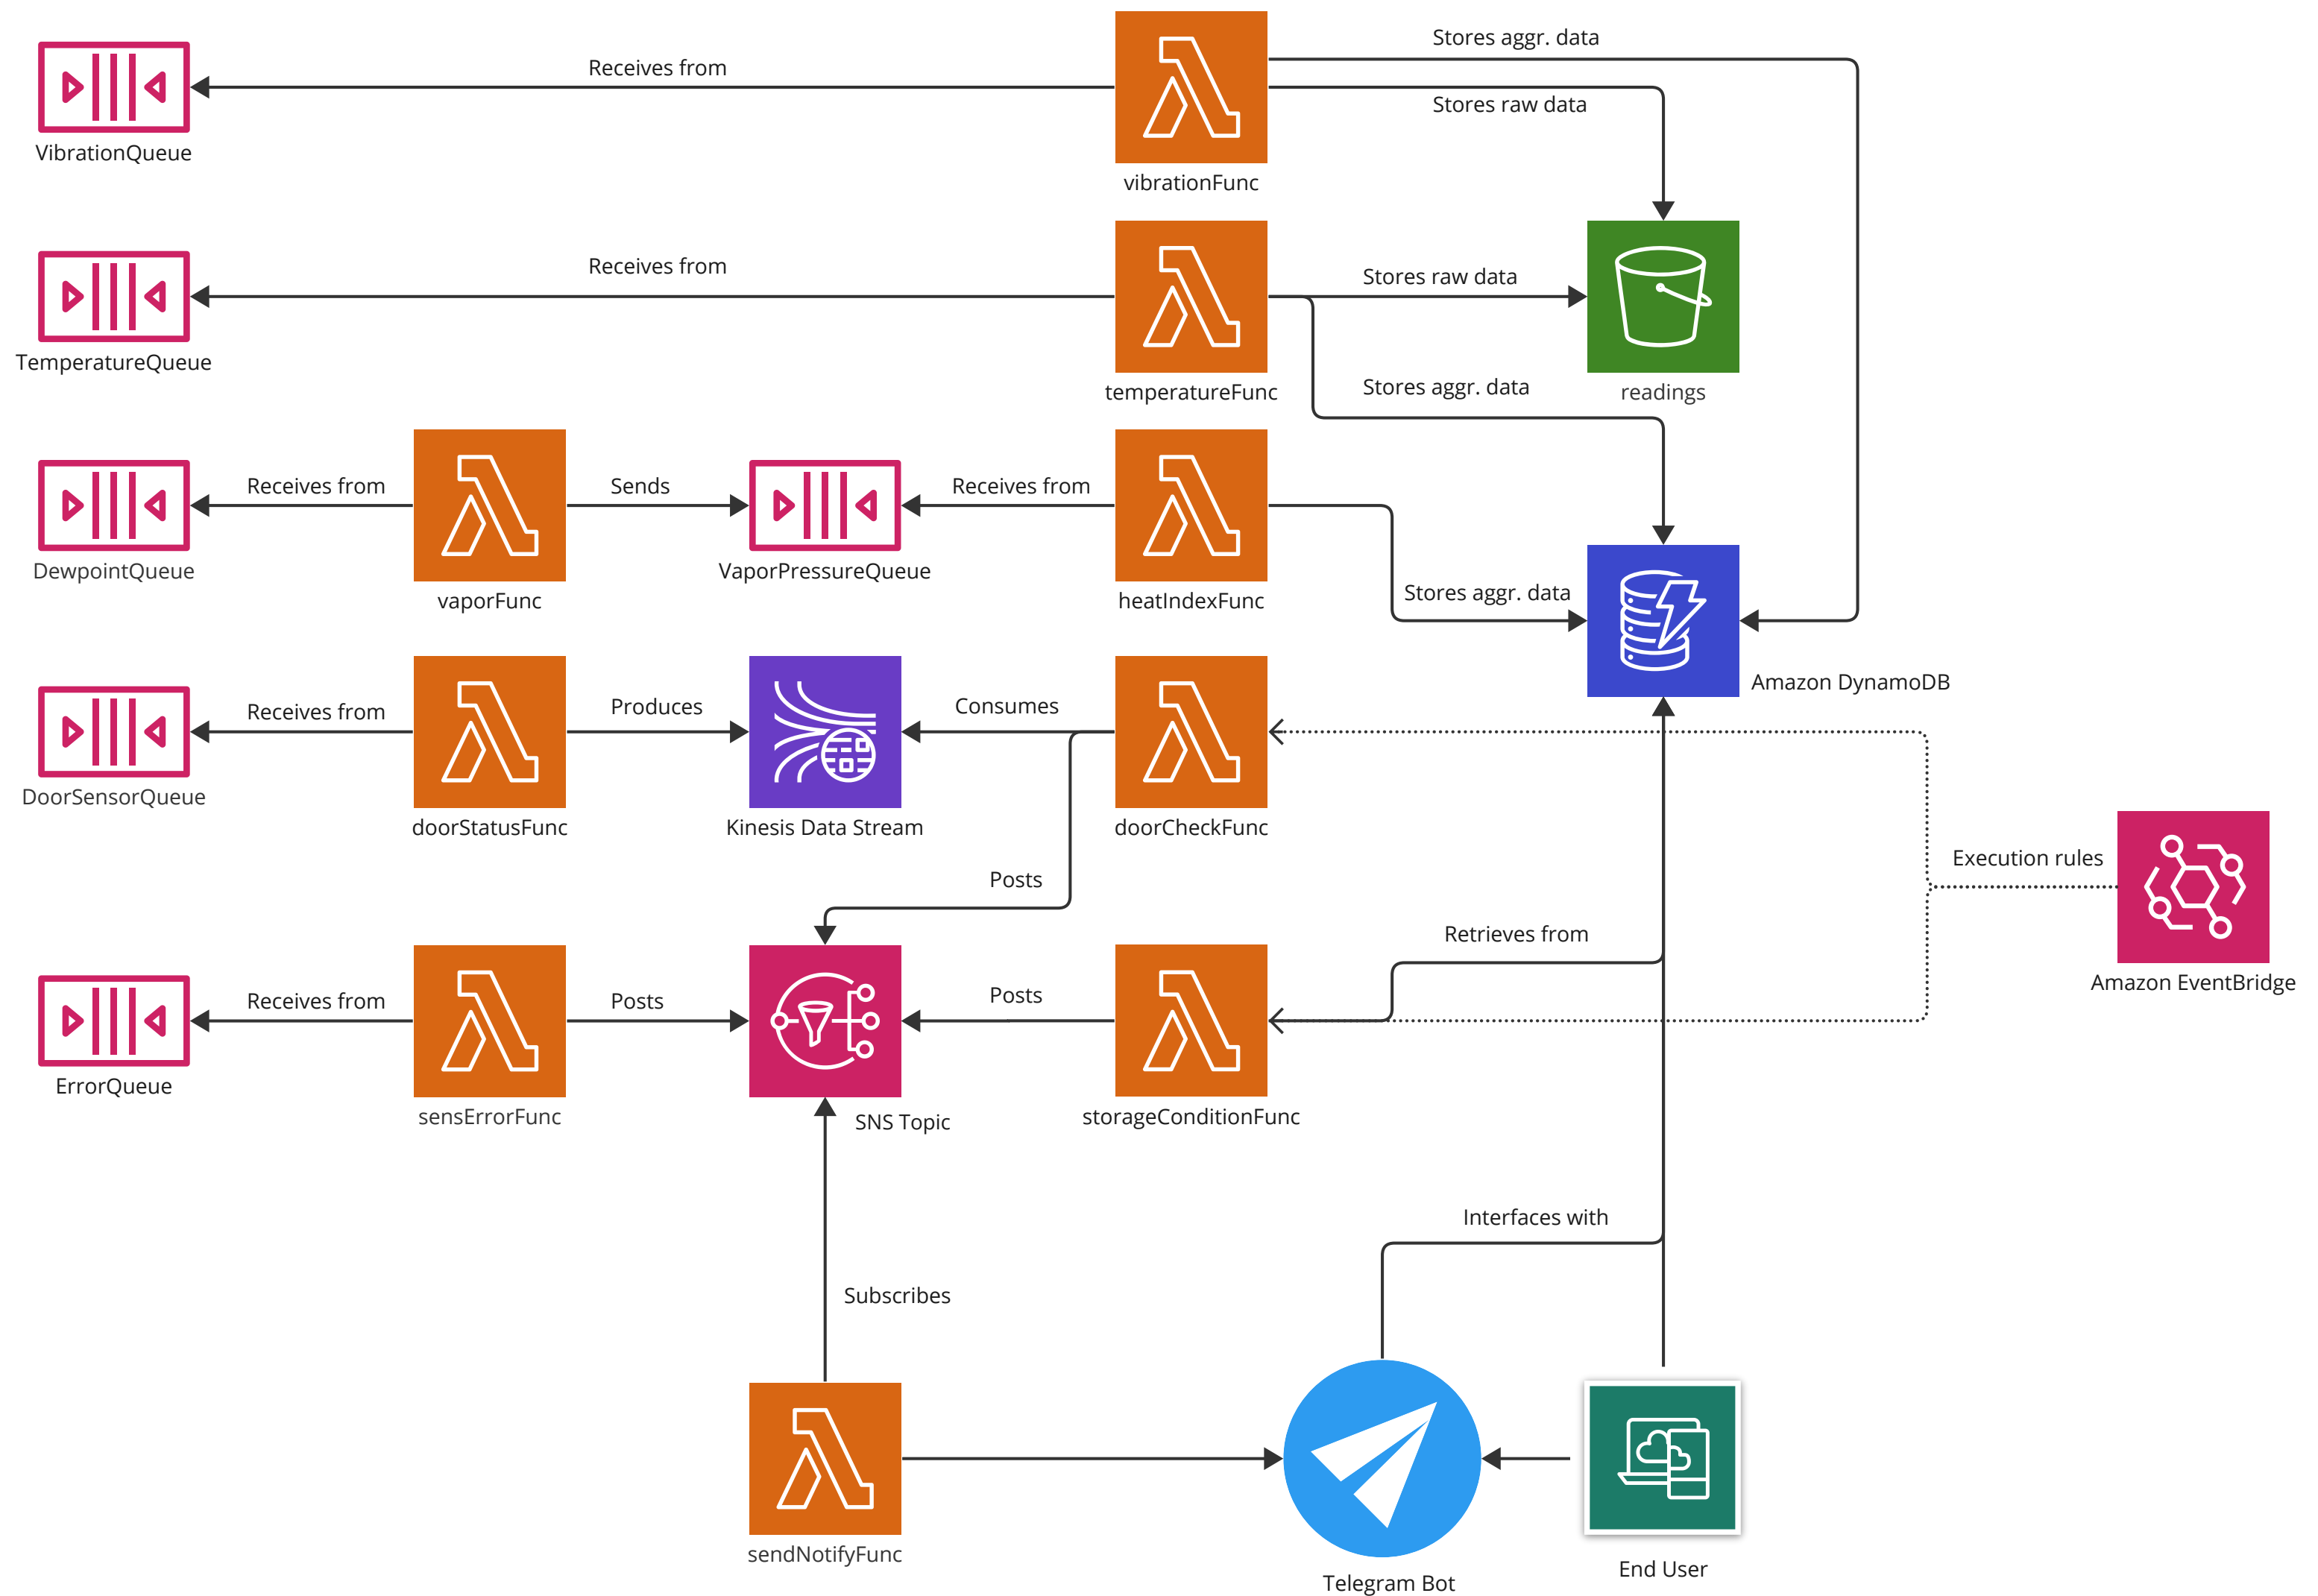 Stores aggr. data
Receives from
Stores raw data
VibrationQueue
vibrationFunc
Receives from
Stores raw data
TemperatureQueue
temperatureFunc
Stores aggr. data
readings
Receives from
Sends
Receives from
DewpointQueue
vaporFunc
VaporPressureQueue
heatIndexFunc
Stores aggr. data
Amazon DynamoDB
Receives from
Produces
Consumes
DoorSensorQueue
doorStatusFunc
Kinesis Data Stream
doorCheckFunc
Execution rules
Posts
Retrieves from
Amazon EventBridge
Receives from
Posts
Posts
ErrorQueue
sensErrorFunc
SNS Topic
storageConditionFunc
Interfaces with
Subscribes
sendNotifyFunc
Telegram Bot
End User